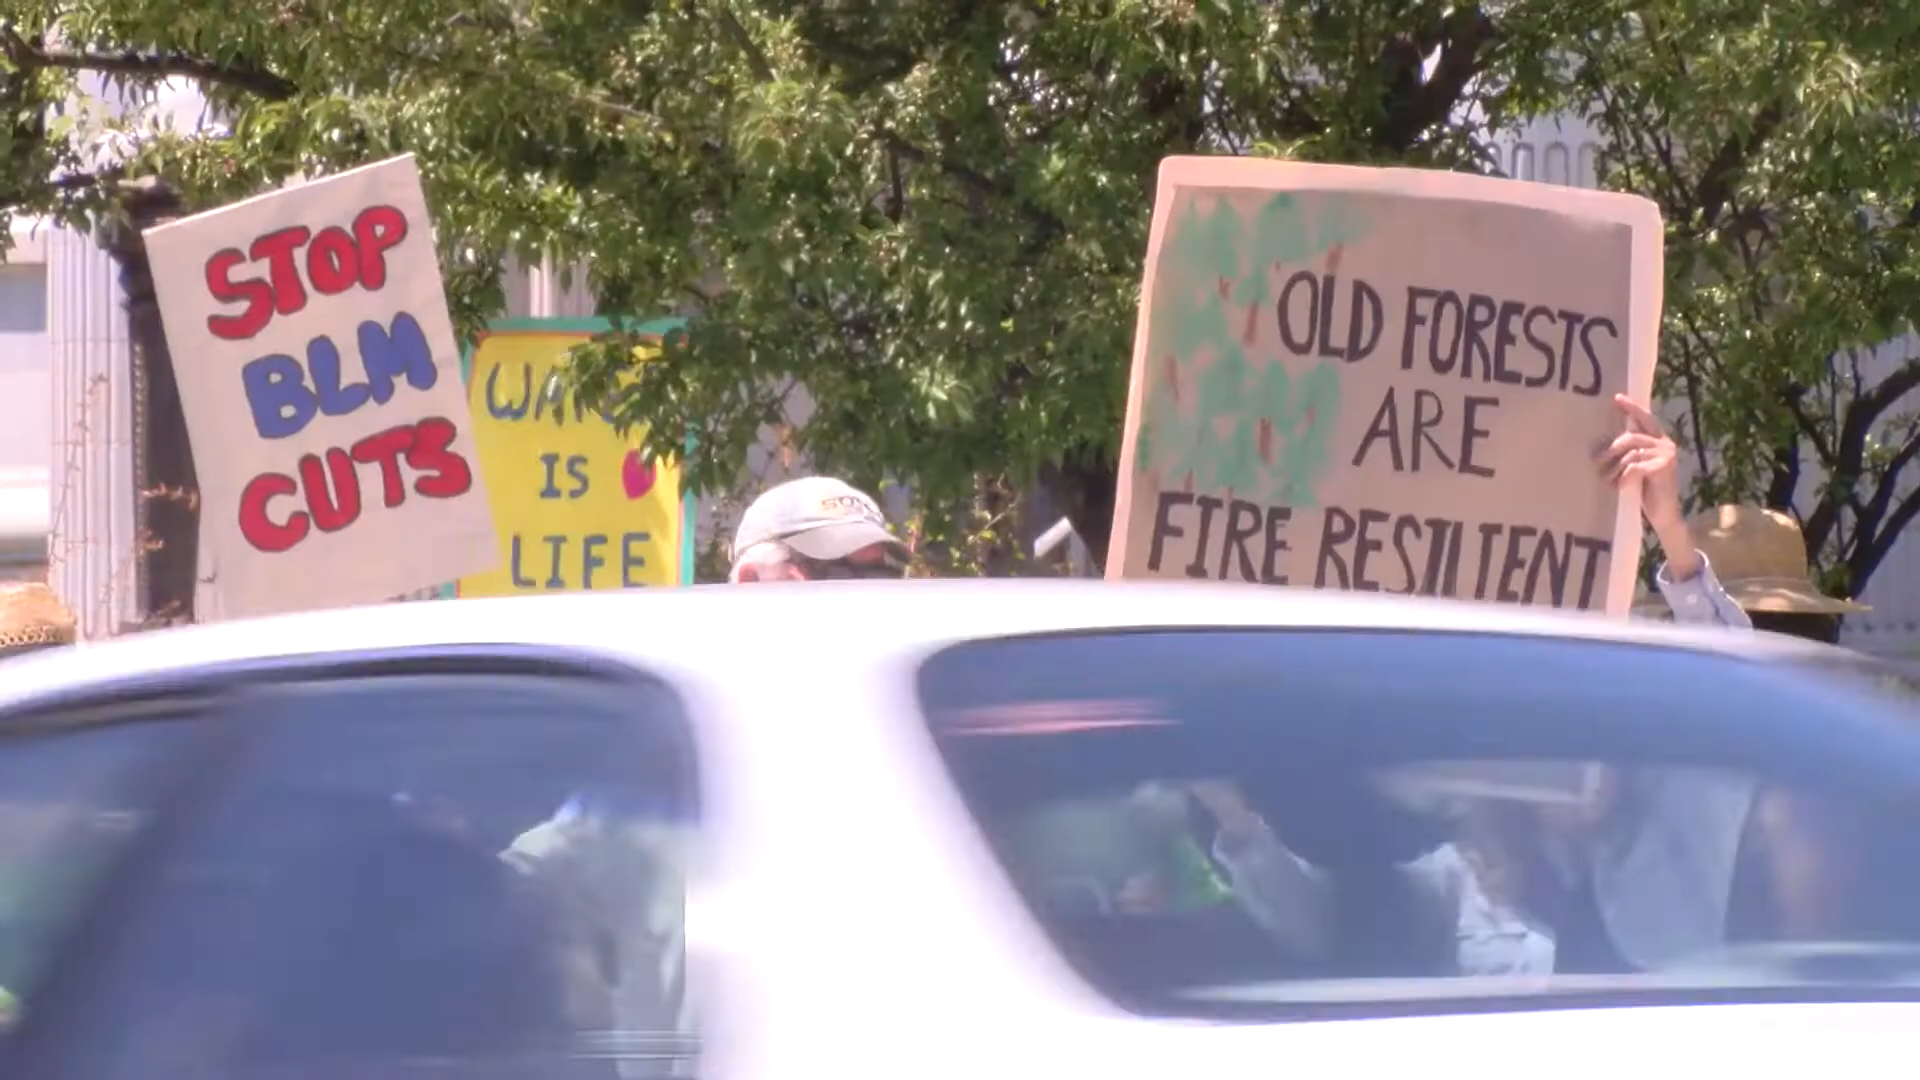 STOP
BLM
CUTS
IS
LIFE
OLD FORESTS
ARE
FIRE RESILIENT